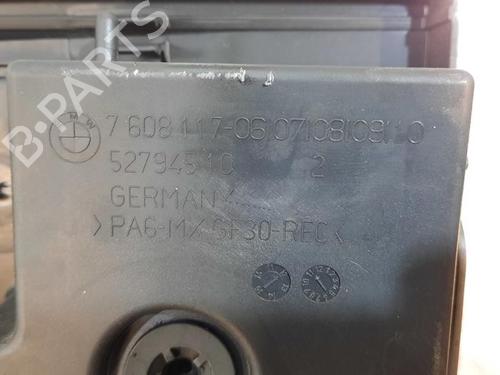 7 608 117-06|07|08|09|10
52794510 2
GERMANY
>PA6-M/GF30-REC<
B-PARTS